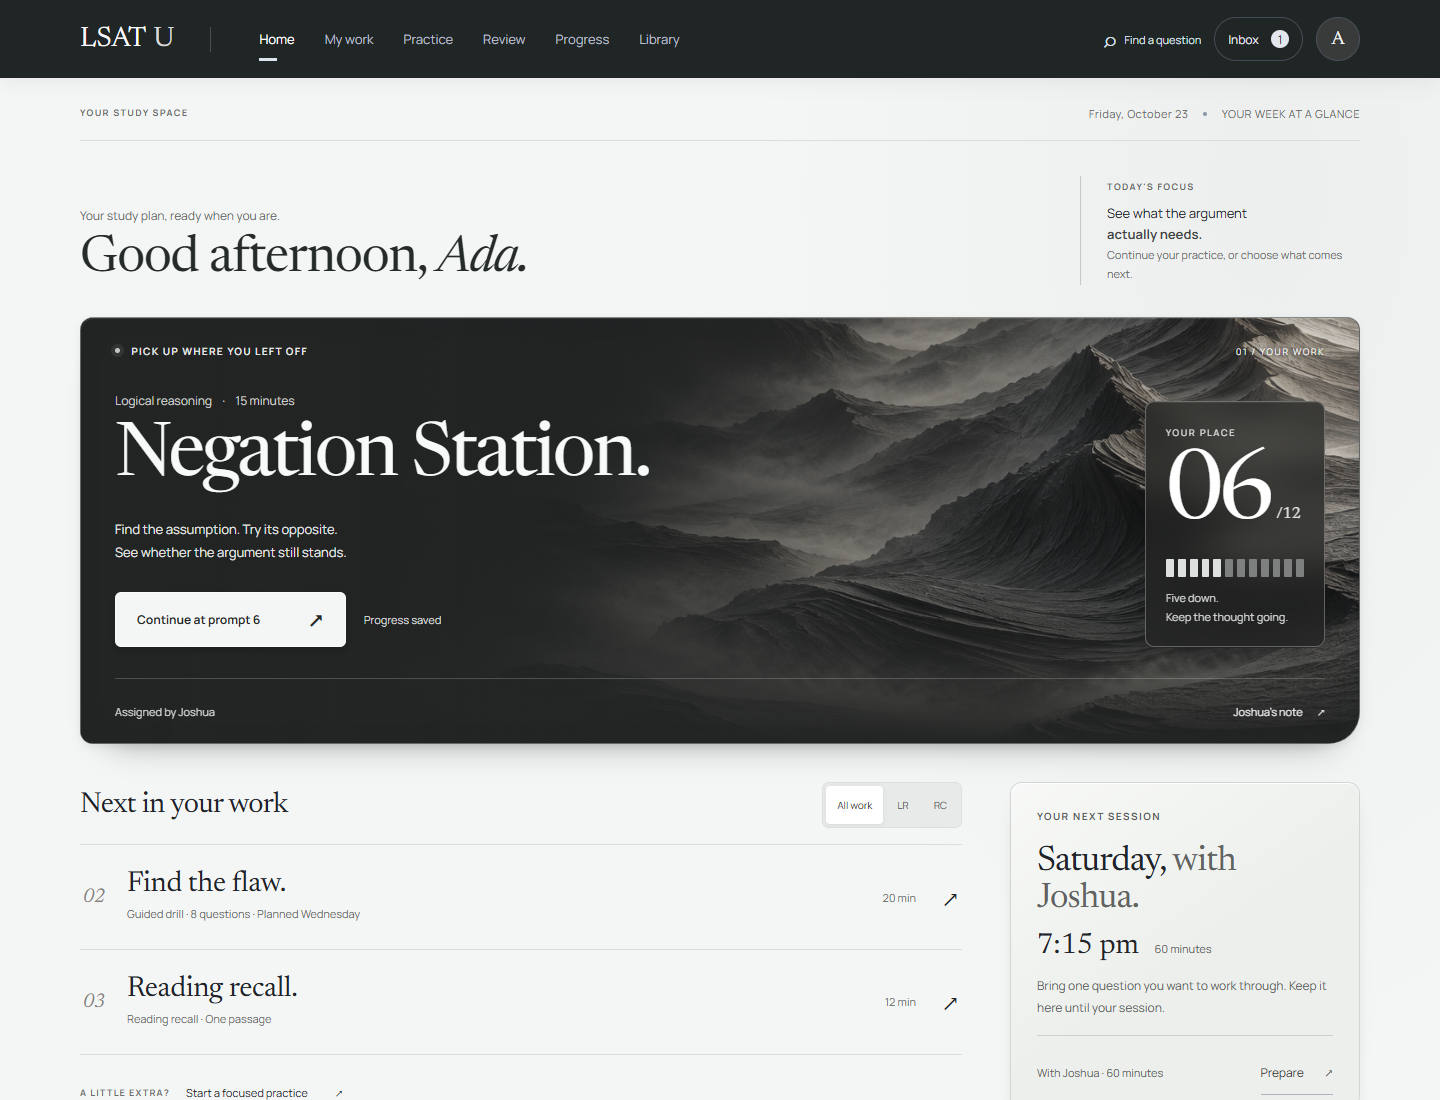 LSAT U
Home
My work
Practice
Review
Progress
Library
Find a question
Inbox 1
A
YOUR STUDY SPACE
Friday, October 23 • YOUR WEEK AT A GLANCE
Your study plan, ready when you are.
Good afternoon, Ada.
TODAY'S FOCUS
See what the argument
actually needs.
Continue your practice, or choose what comes
next.
PICK UP WHERE YOU LEFT OFF
01 / YOUR WORK
Logical reasoning · 15 minutes
Negation Station.
Find the assumption. Try its opposite.
See whether the argument still stands.
Continue at prompt 6 ↗
Progress saved
YOUR PLACE
06 /12
Five down.
Keep the thought going.
Assigned by Joshua
Joshua's note ↗
Next in your work
All work
LR
RC
02
Find the flaw.
Guided drill · 8 questions · Planned Wednesday
20 min ↗
03
Reading recall.
Reading recall · One passage
12 min ↗
A LITTLE EXTRA? Start a focused practice ↗
YOUR NEXT SESSION
Saturday, with
Joshua.
7:15 pm 60 minutes
Bring one question you want to work through. Keep it
here until your session.
With Joshua · 60 minutes
Prepare ↗